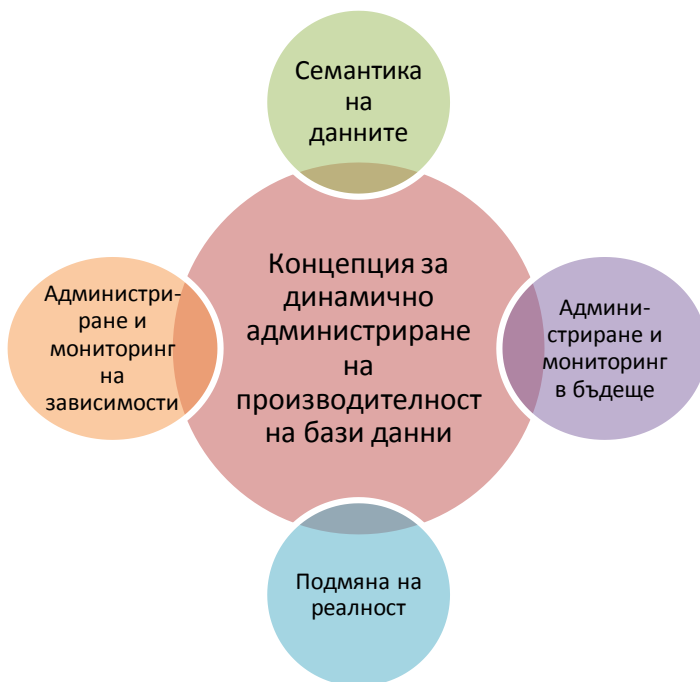 Семантика
на
данните
Концепция за
динамично
администриране
на
производителност
на бази данни
Администри-
ране и
мониторинг
на
зависимости
Админи-
стриране и
мониторинг
в бъдеще
Подмяна на
реалност